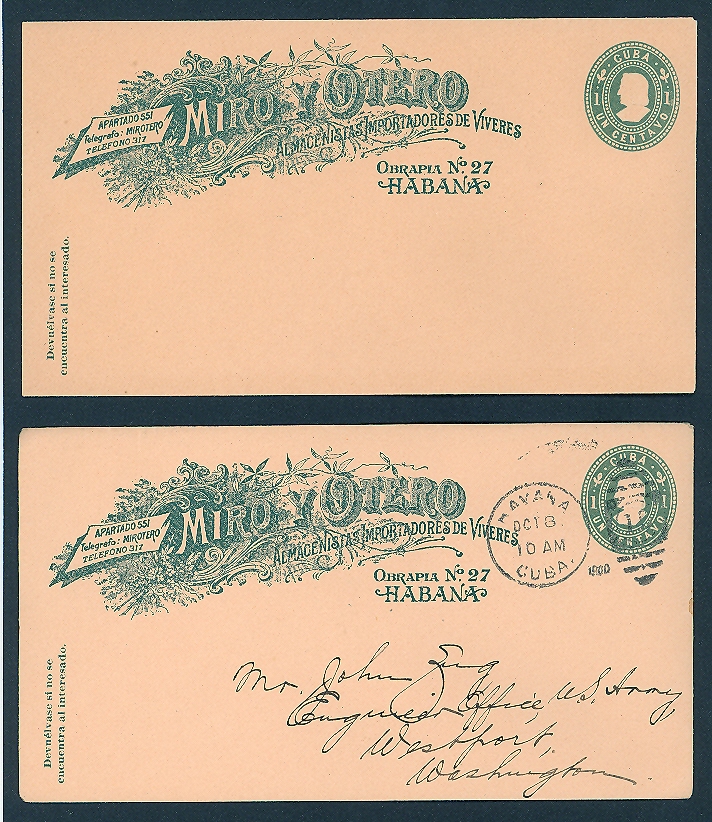 APARTADO 551
Telegrafo: MIROTERO
TELEFONO 317
MIRO Y OTERO
ALMACENISTAS IMPORTADORES DE VIVERES
OBRAPIA Nº 27
HABANA
CUBA
1 1
UN CENTAVO
Devuélvase si no se
encuentra al interesado.
APARTADO 551
Telegrafo: MIROTERO
TELEFONO 317
MIRO Y OTERO
ALMACENISTAS IMPORTADORES DE VIVERES
OBRAPIA Nº 27
HABANA
HAVANA
OCT 8
10 AM
CUBA.
1900
CUBA
1 1
UN CENTAVO
Devuélvase si no se
encuentra al interesado.
Mr. John Eng
Engineer Office, U.S. Army,
Westport,
Washington